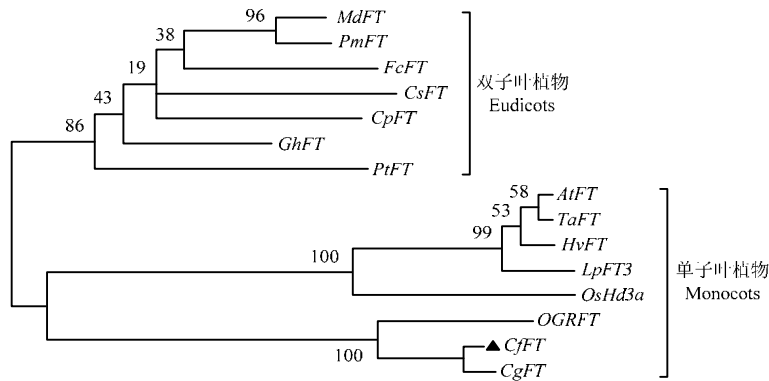 96
MdFT
PmFT
38
FcFT
19
CsFT
43
CpFT
86
GhFT
PtFT
双子叶植物
Eudicots
58
AtFT
53
TaFT
99
HvFT
100
LpFT3
OsHd3a
单子叶植物
Monocots
OGRFT
100
CfFT
CgFT